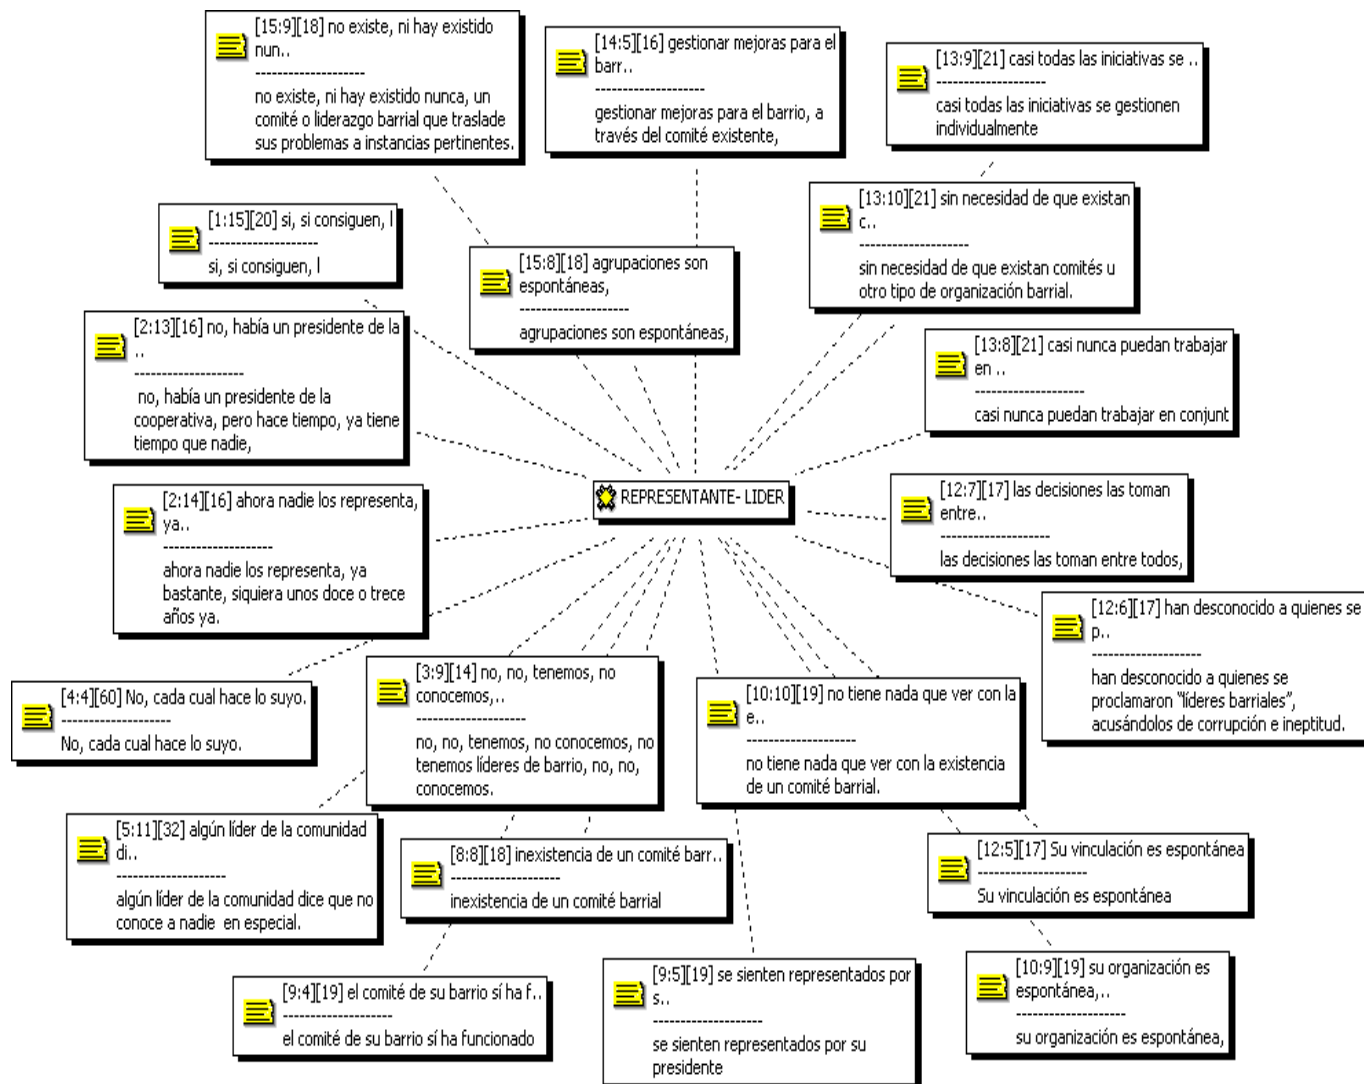 [15:9][18] no existe, ni hay existido
nun..
--------------------
no existe, ni hay existido nunca, un
comité o liderazgo barrial que traslade
sus problemas a instancias pertinentes.
[14:5][16] gestionar mejoras para el
barr..
--------------------
gestionar mejoras para el barrio, a
través del comité existente,
[13:9][21] casi todas las iniciativas se ..
--------------------
casi todas las iniciativas se gestionen
individualmente
[13:10][21] sin necesidad de que existan
c..
--------------------
sin necesidad de que existan comités u
otro tipo de organización barrial.
[1:15][20] si, si consiguen, l
--------------------
si, si consiguen, l
[15:8][18] agrupaciones son
espontáneas,
--------------------
agrupaciones son espontáneas,
[2:13][16] no, había un presidente de la
..
--------------------
no, había un presidente de la
cooperativa, pero hace tiempo, ya tiene
tiempo que nadie,
[13:8][21] casi nunca puedan trabajar
en ..
--------------------
casi nunca puedan trabajar en conjunt
REPRESENTANTE- LIDER
[2:14][16] ahora nadie los representa,
ya..
--------------------
ahora nadie los representa, ya
bastante, siquiera unos doce o trece
años ya.
[12:7][17] las decisiones las toman
entre..
--------------------
las decisiones las toman entre todos,
[12:6][17] han desconocido a quienes se
p..
--------------------
han desconocido a quienes se
proclamaron “líderes barriales”,
acusándolos de corrupción e ineptitud.
[4:4][60] No, cada cual hace lo suyo.
--------------------
No, cada cual hace lo suyo.
[3:9][14] no, no, tenemos, no
conocemos,..
--------------------
no, no, tenemos, no conocemos, no
tenemos líderes de barrio, no, no,
conocemos.
[10:10][19] no tiene nada que ver con la
e..
--------------------
no tiene nada que ver con la existencia
de un comité barrial.
[5:11][32] algún líder de la comunidad
di..
--------------------
algún líder de la comunidad dice que no
conoce a nadie  en especial.
[8:8][18] inexistencia de un comité barr..
--------------------
inexistencia de un comité barrial
[12:5][17] Su vinculación es espontánea
--------------------
Su vinculación es espontánea
[9:4][19] el comité de su barrio sí ha f..
--------------------
el comité de su barrio sí ha funcionado
[9:5][19] se sienten representados por
s..
--------------------
se sienten representados por su
presidente
[10:9][19] su organización es
espontánea,..
--------------------
su organización es espontánea,